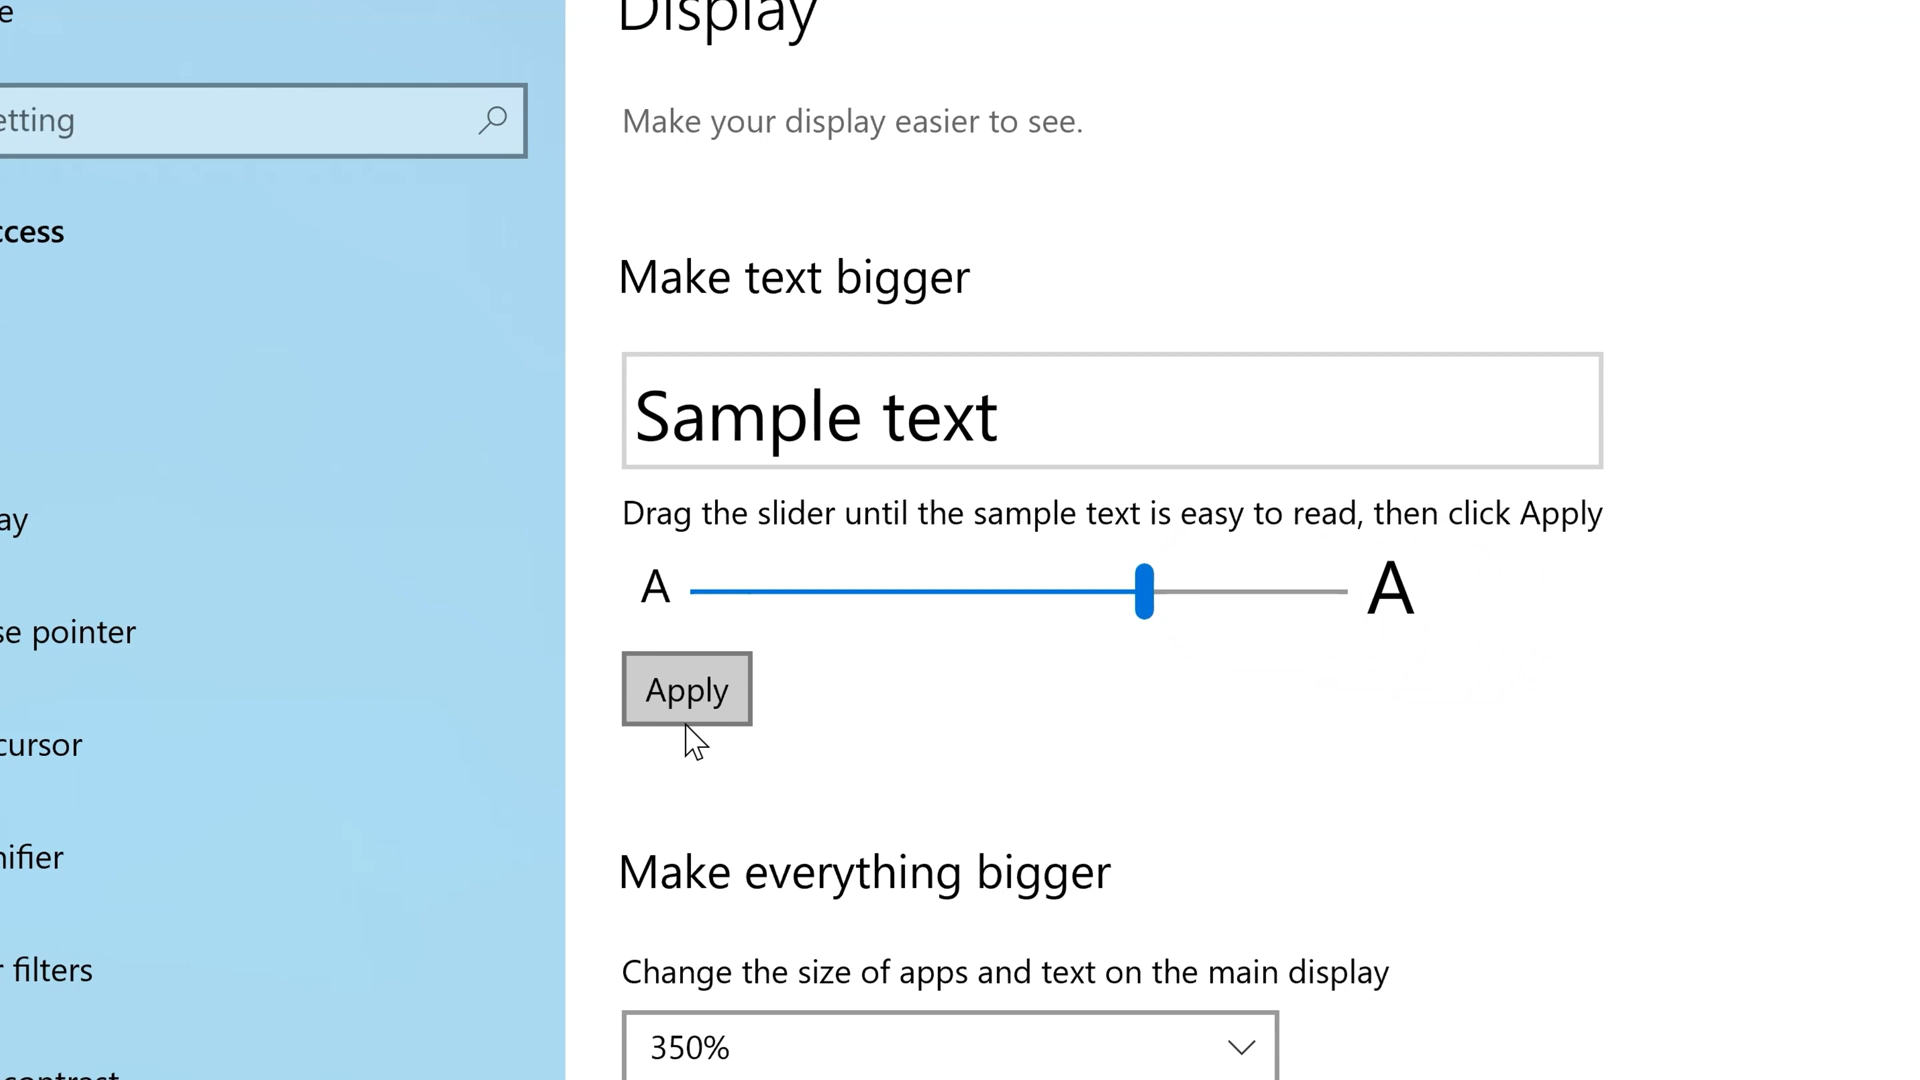 e
etting
ccess
ay
se pointer
cursor
nifier
r filters
contrast
Display
Make your display easier to see.
Make text bigger
Sample text
Drag the slider until the sample text is easy to read, then click Apply
A A
Apply
Make everything bigger
Change the size of apps and text on the main display
350%